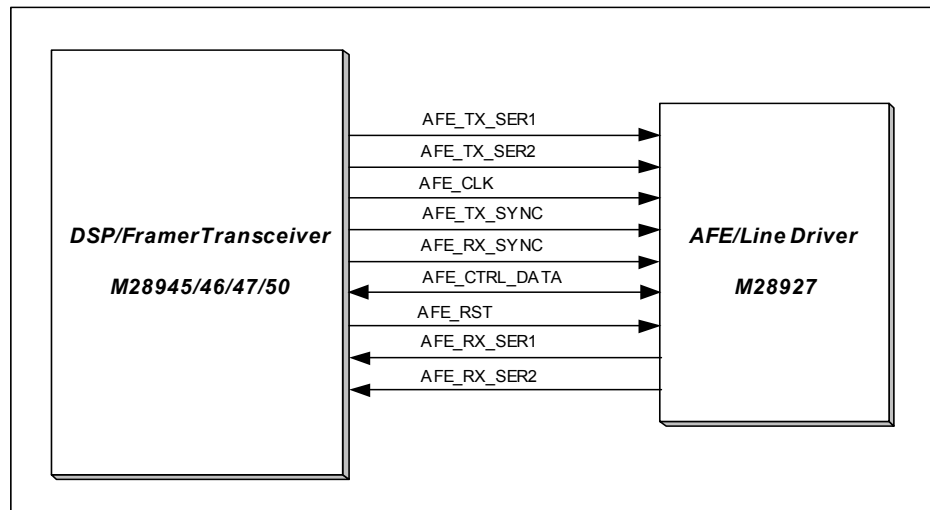 AFE_TX_SER1
AFE_TX_SER2
AFE_CLK
AFE_TX_SYNC
AFE_RX_SYNC
AFE_CTRL_DATA
AFE_RST
AFE_RX_SER1
AFE_RX_SER2
DSP/FramerTransceiver
M28945/46/47/50
AFE/Line Driver
M28927